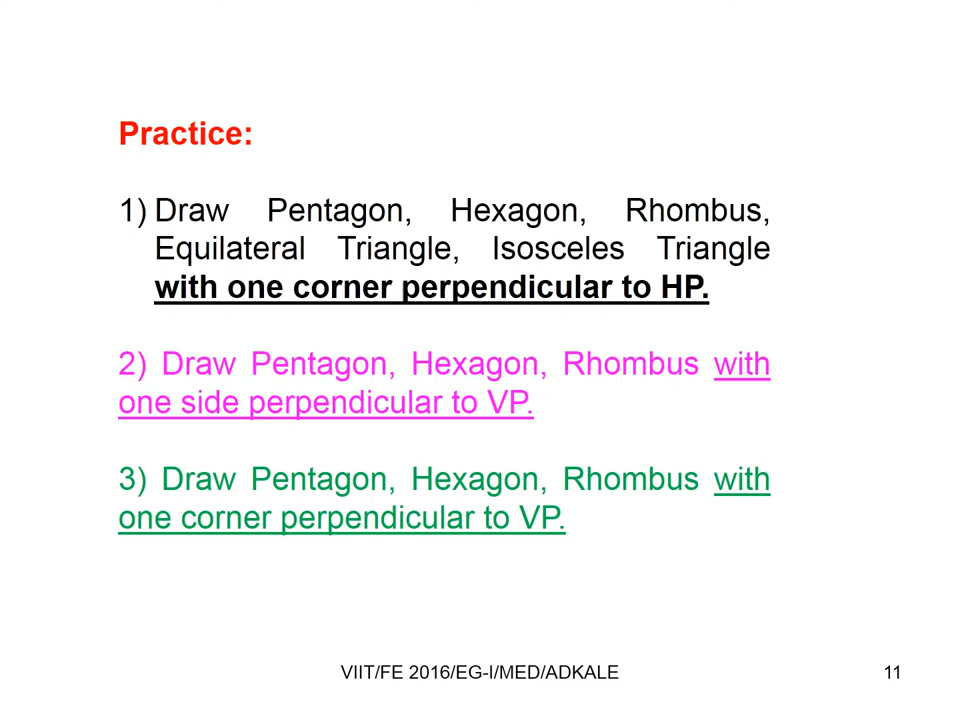 Practice:
1) Draw Pentagon, Hexagon, Rhombus,
Equilateral Triangle, Isosceles Triangle
with one corner perpendicular to HP.
2) Draw Pentagon, Hexagon, Rhombus with
one side perpendicular to VP.
3) Draw Pentagon, Hexagon, Rhombus with
one corner perpendicular to VP.
VIIT/FE 2016/EG-I/MED/ADKALE
11